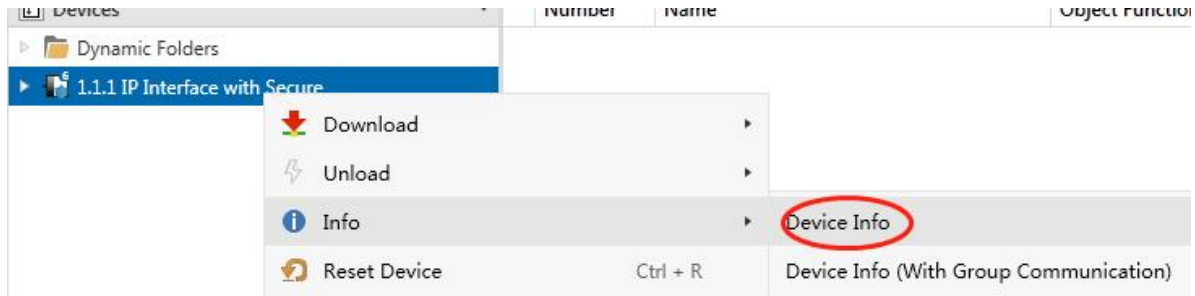 Devices Number Name Object Function
Dynamic Folders
1.1.1 IP Interface with Secure
Download
Unload
Info Device Info
Reset Device Ctrl + R Device Info (With Group Communication)